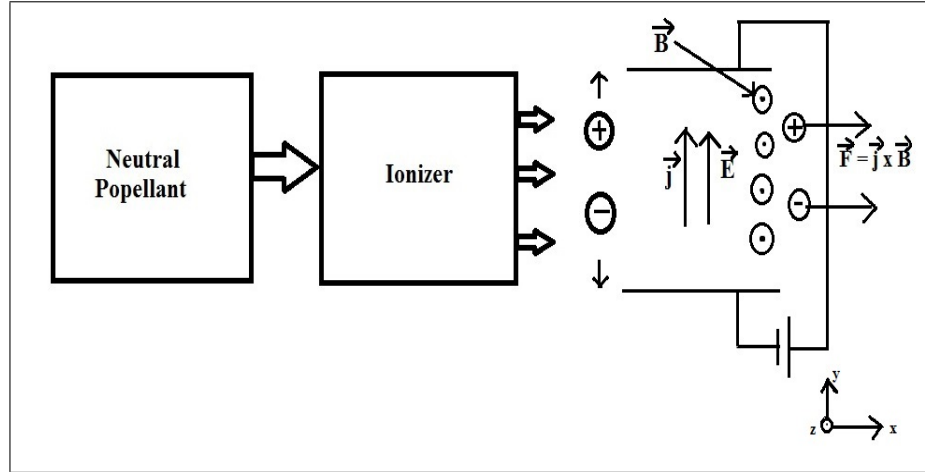 Neutral
Popellant
Ionizer
+
−
B⃗
j⃗
E⃗
+
-
F⃗ = j⃗ x B⃗
y
z
x